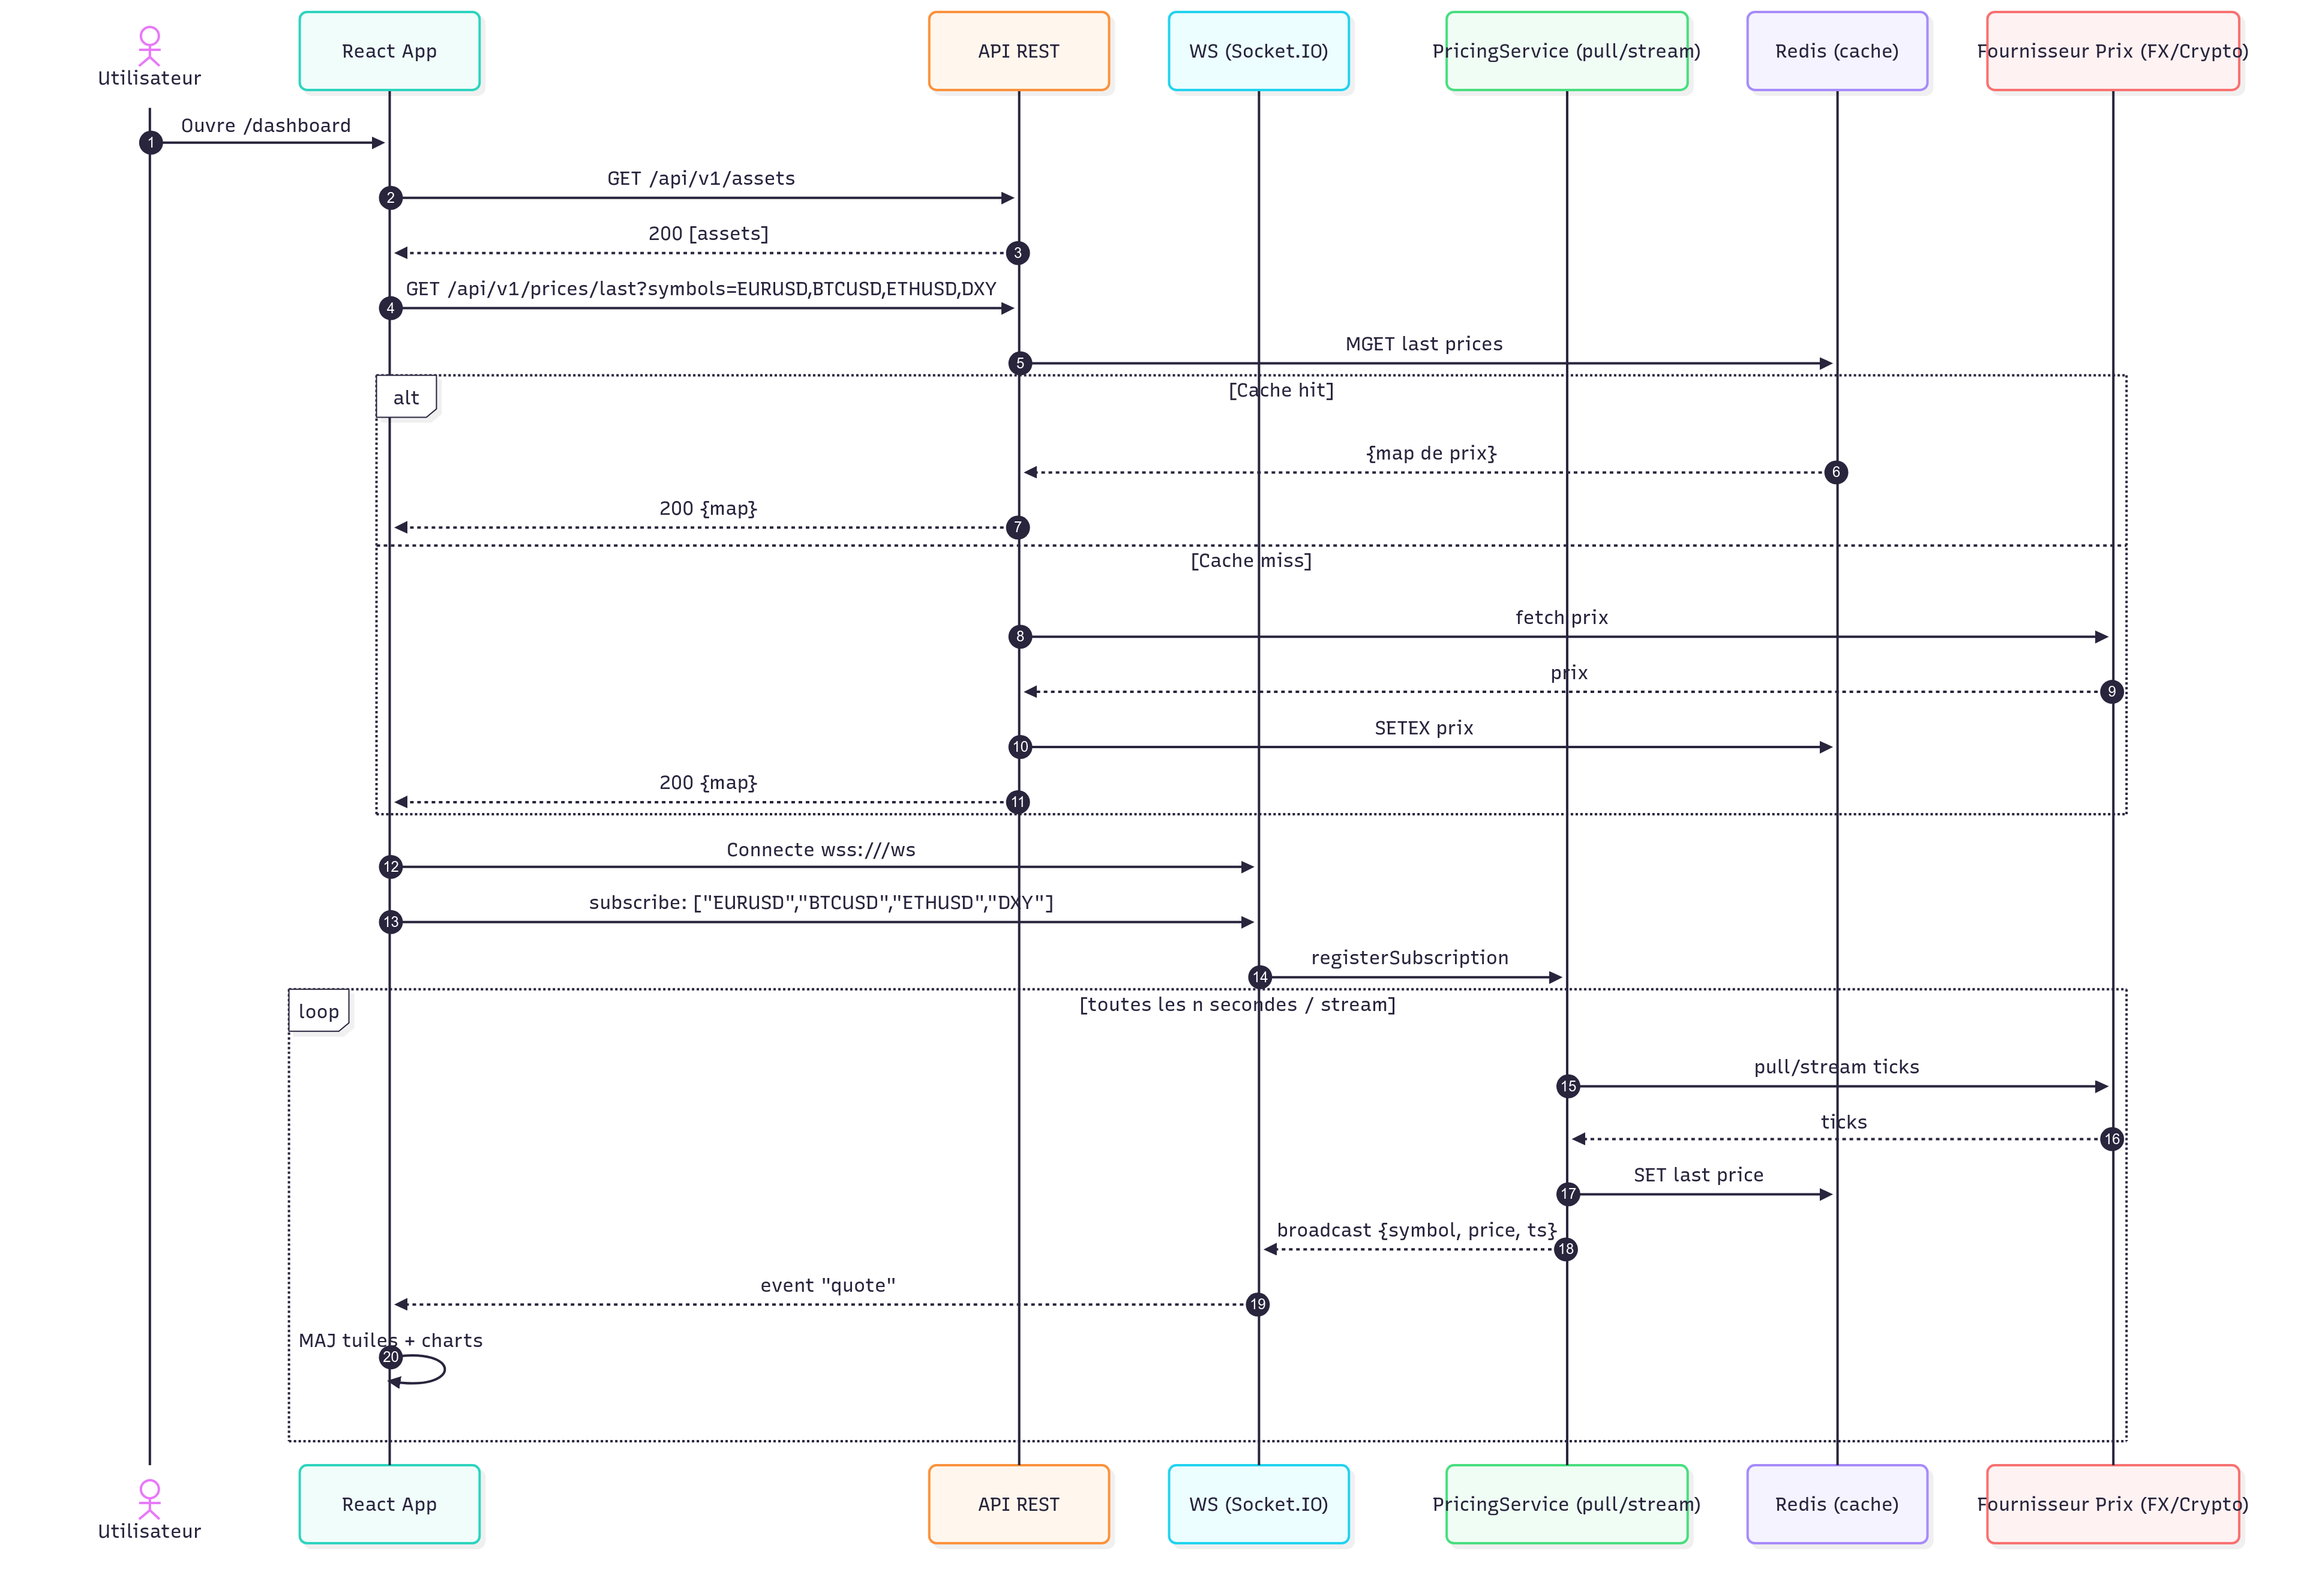 Utilisateur
React App
API REST
WS (Socket.IO)
PricingService (pull/stream)
Redis (cache)
Fournisseur Prix (FX/Crypto)
1
Ouvre /dashboard
2
GET /api/v1/assets
3
200 [assets]
4
GET /api/v1/prices/last?symbols=EURUSD,BTCUSD,ETHUSD,DXY
5
MGET last prices
alt
[Cache hit]
6
{map de prix}
7
200 {map}
[Cache miss]
8
fetch prix
9
prix
10
SETEX prix
11
200 {map}
12
Connecte wss:///ws
13
subscribe: ["EURUSD","BTCUSD","ETHUSD","DXY"]
14
registerSubscription
loop
[toutes les n secondes / stream]
15
pull/stream ticks
16
ticks
17
SET last price
18
broadcast {symbol, price, ts}
19
event "quote"
20
MAJ tuiles + charts
Utilisateur
React App
API REST
WS (Socket.IO)
PricingService (pull/stream)
Redis (cache)
Fournisseur Prix (FX/Crypto)